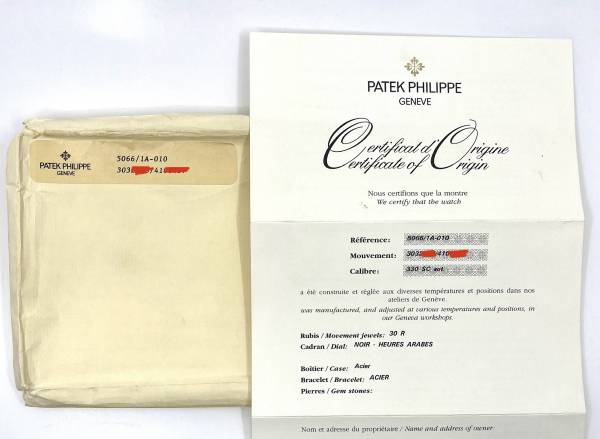 PATEK PHILIPPE
GENEVE
5066/1A-010
303 /410
PATEK PHILIPPE
GENEVE
Certificat d'Origine
Certificate of Origin
Nous certifions que la montre
We certify that the watch
Référence: 5066/1A-010
Mouvement: 303 /410
Calibre: 330 SC aut.
a été construite et réglée aux diverses températures et positions dans nos
ateliers de Genève.
was manufactured, and adjusted at various temperatures and positions, in
our Geneva workshops.
Rubis / Movement jewels: 30 R
Cadran / Dial: NOIR - HEURES ARABES
Boîtier / Case: Acier
Bracelet / Bracelet: ACIER
Pierres / Gem stones:
Nom et adresse du propriétaire / Name and address of owner